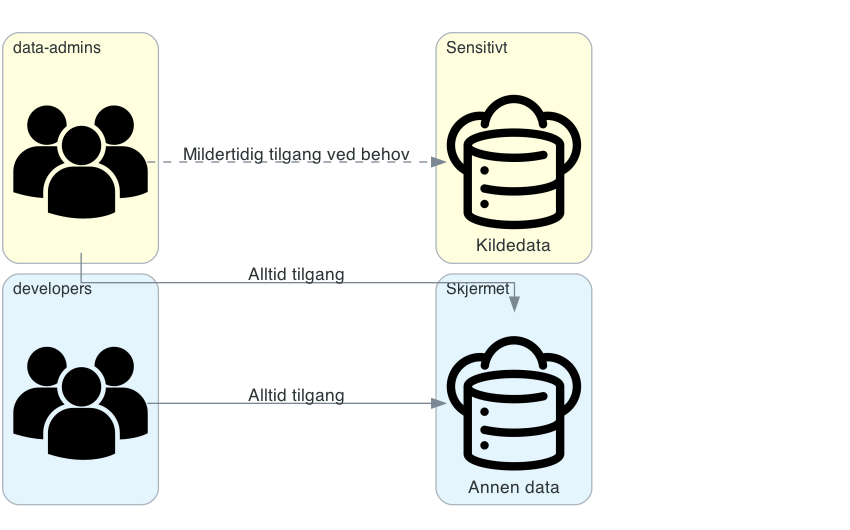 data-admins
Sensitivt
Mildertidig tilgang ved behov
Kildedata
Alltid tilgang
developers
Skjermet
Alltid tilgang
Annen data